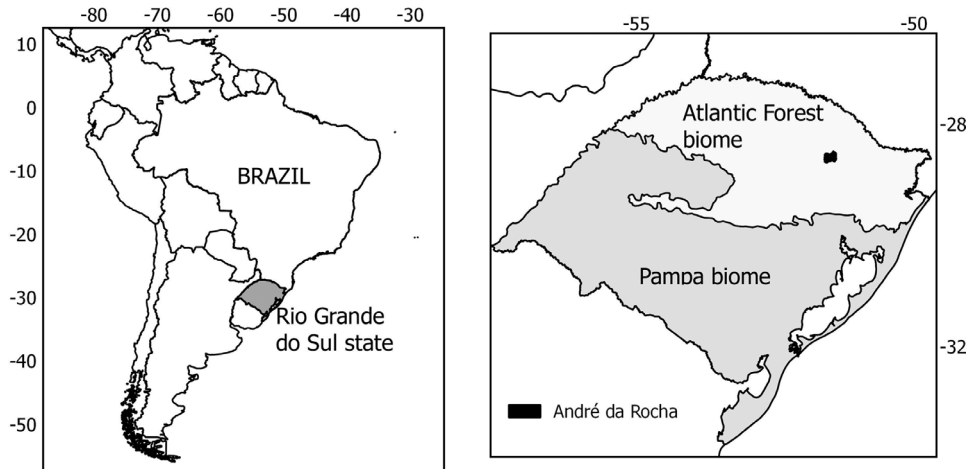 -80 -70 -60 -50 -40 -30
10
0
-10
-20
-30
-40
-50
BRAZIL
Rio Grande
do Sul state
-55 -50
-28
-32
Atlantic Forest
biome
Pampa biome
André da Rocha